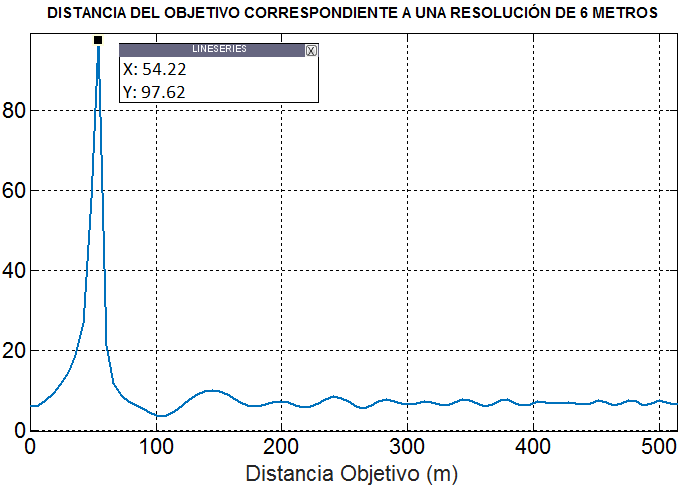 DISTANCIA DEL OBJETIVO CORRESPONDIENTE A UNA RESOLUCIÓN DE 6 METROS
LINESERIES X
X: 54.22
Y: 97.62
80
60
40
20
0
0 100 200 300 400 500
Distancia Objetivo (m)